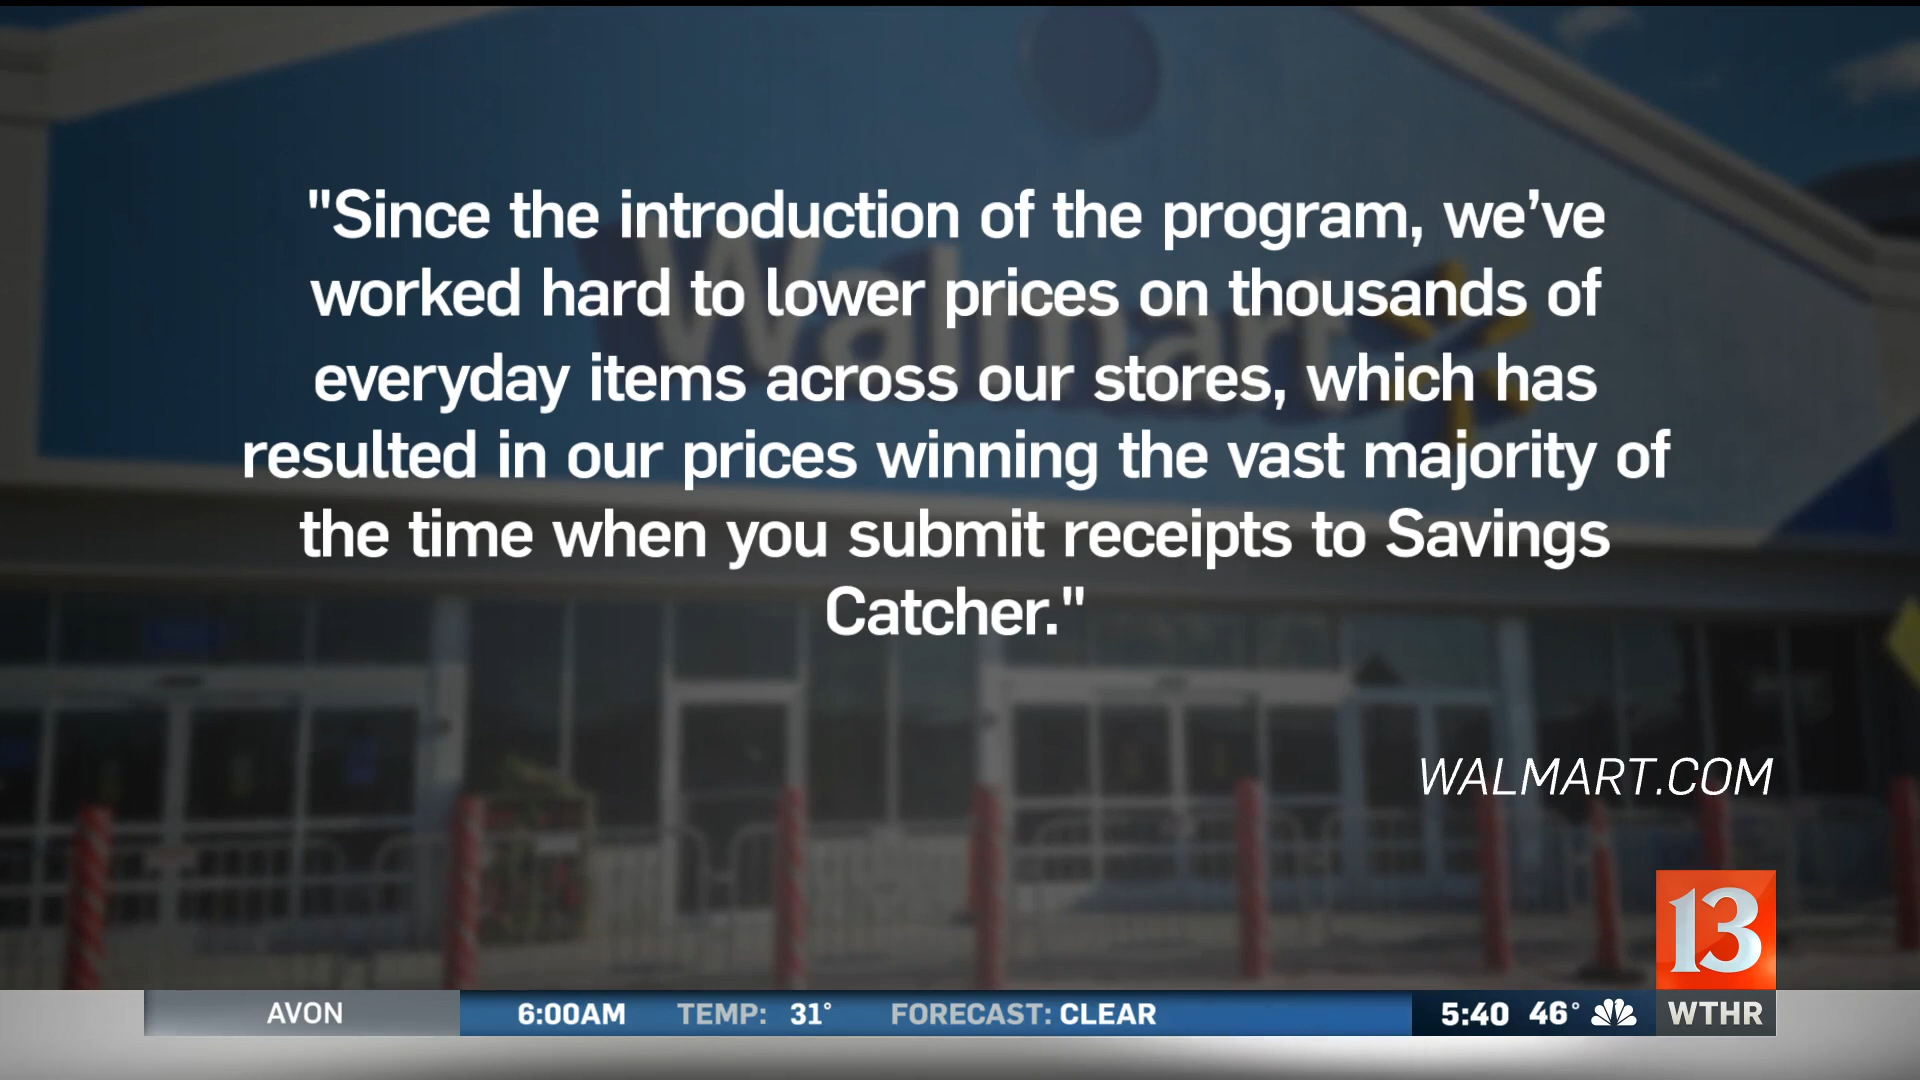 "Since the introduction of the program, we’ve
worked hard to lower prices on thousands of
everyday items across our stores, which has
resulted in our prices winning the vast majority of
the time when you submit receipts to Savings
Catcher."
Walmart
WALMART.COM
13
AVON
6:00AM TEMP: 31° FORECAST: CLEAR
5:40 46°
WTHR